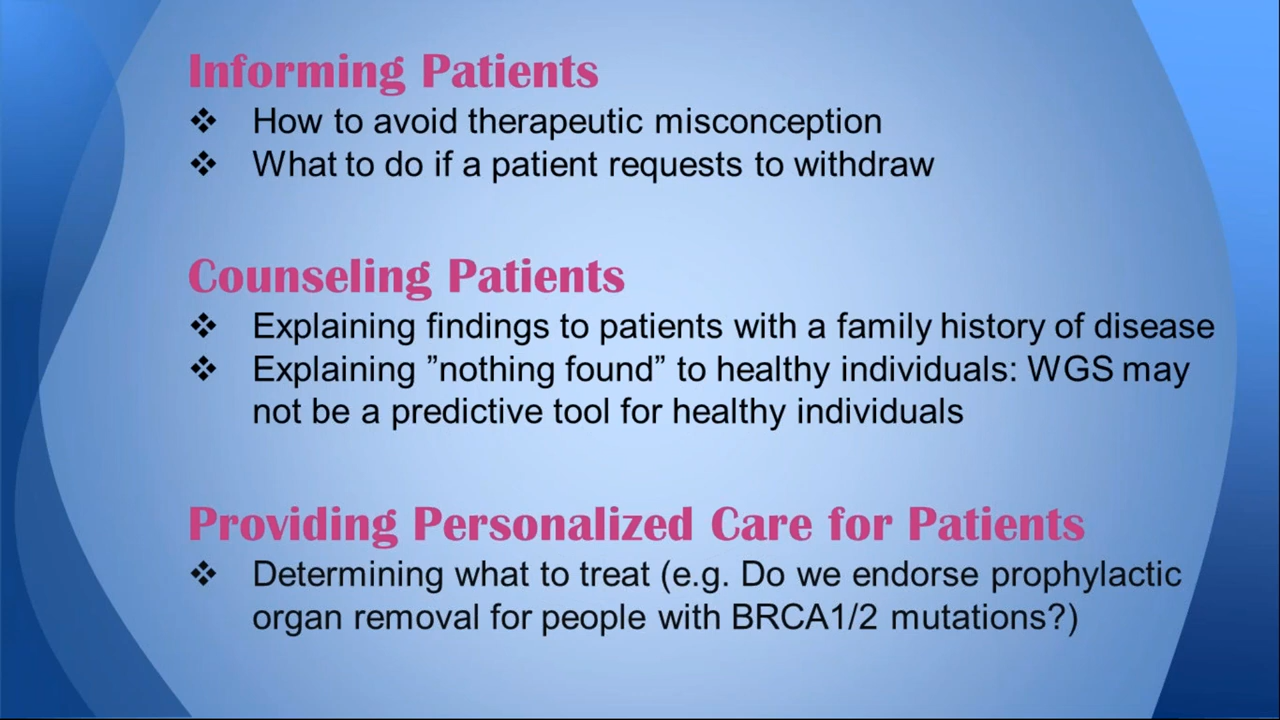 Informing Patients
❖ How to avoid therapeutic misconception
❖ What to do if a patient requests to withdraw
Counseling Patients
❖ Explaining findings to patients with a family history of disease
❖ Explaining ”nothing found” to healthy individuals: WGS may
not be a predictive tool for healthy individuals
Providing Personalized Care for Patients
❖ Determining what to treat (e.g. Do we endorse prophylactic
organ removal for people with BRCA1/2 mutations?)